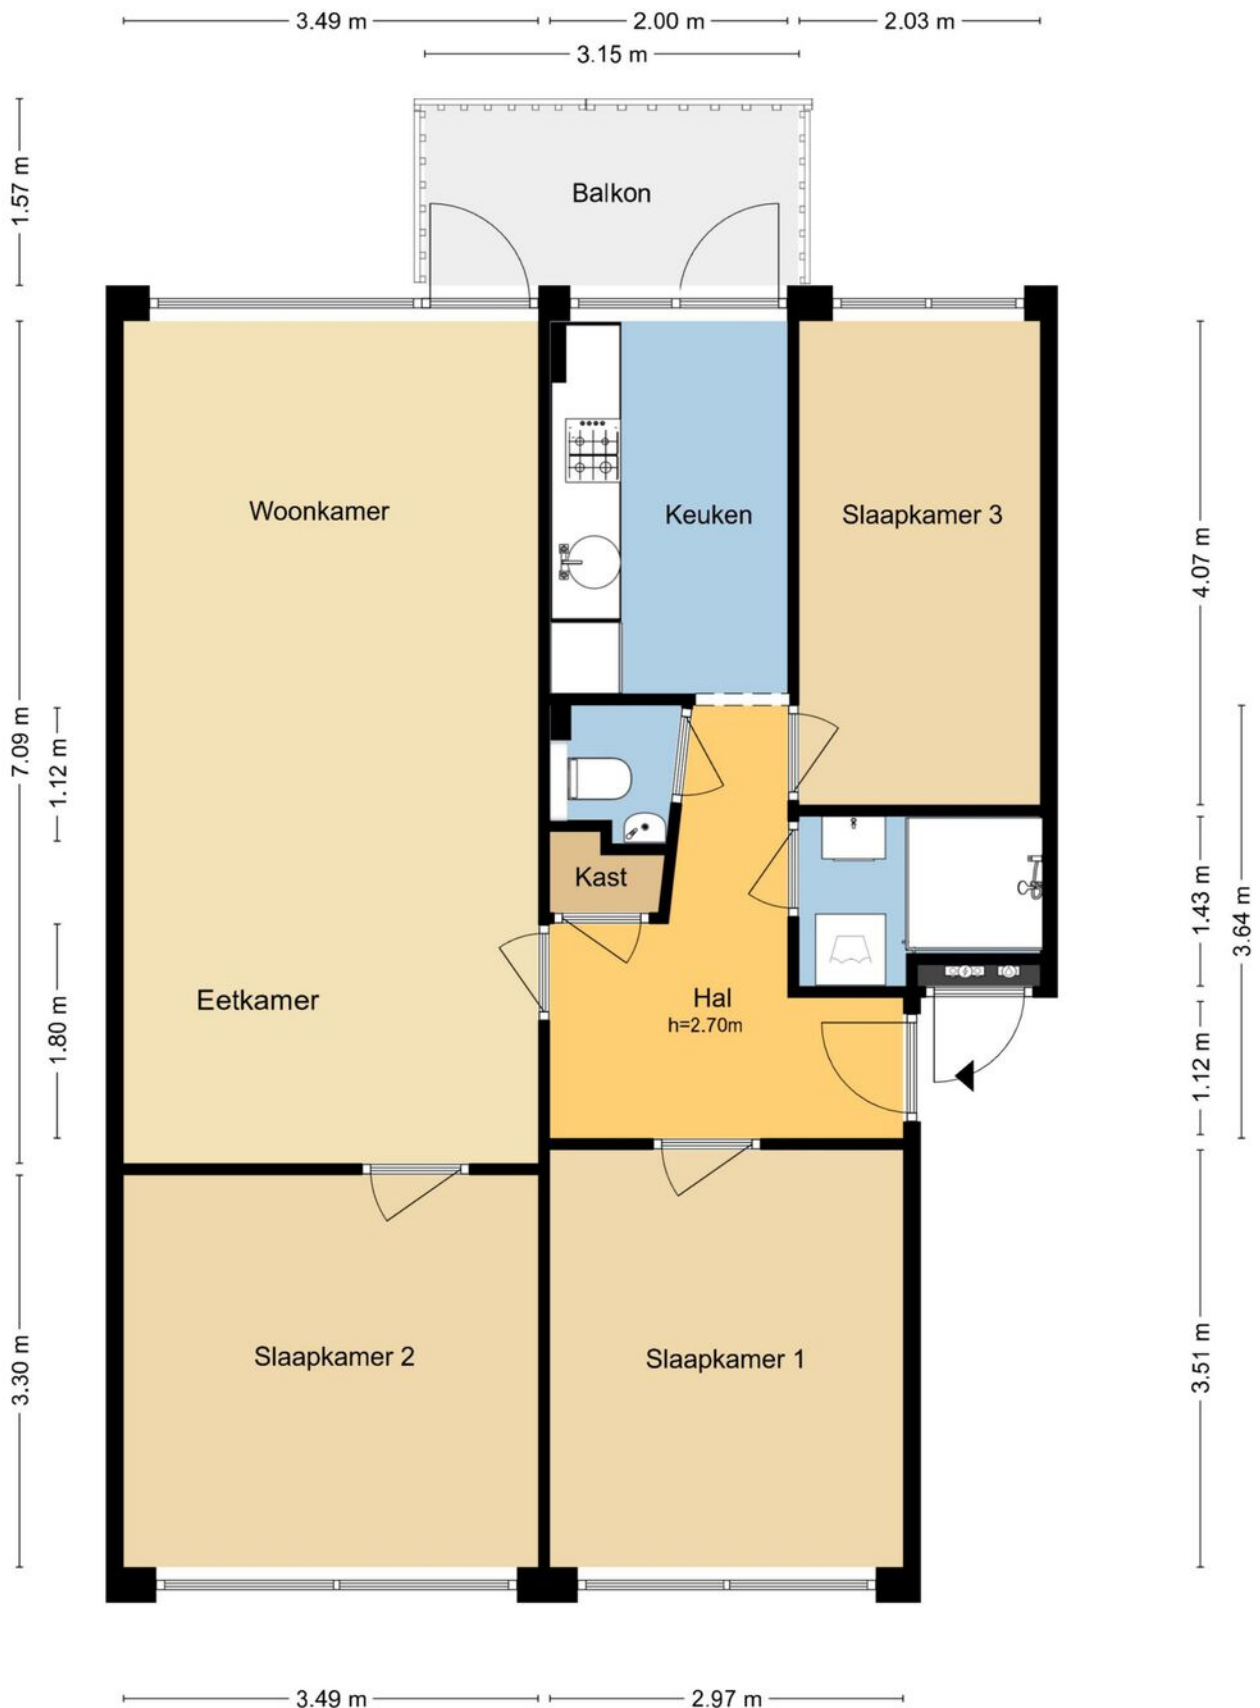 3.49 m
2.00 m
2.03 m
3.15 m
1.57 m
Balkon
Woonkamer
Keuken
Slaapkamer 3
4.07 m
7.09 m
1.12 m
Kast
1.43 m
3.64 m
Eetkamer
Hal
h=2.70m
1.80 m
1.12 m
Slaapkamer 2
Slaapkamer 1
3.30 m
3.51 m
3.49 m
2.97 m